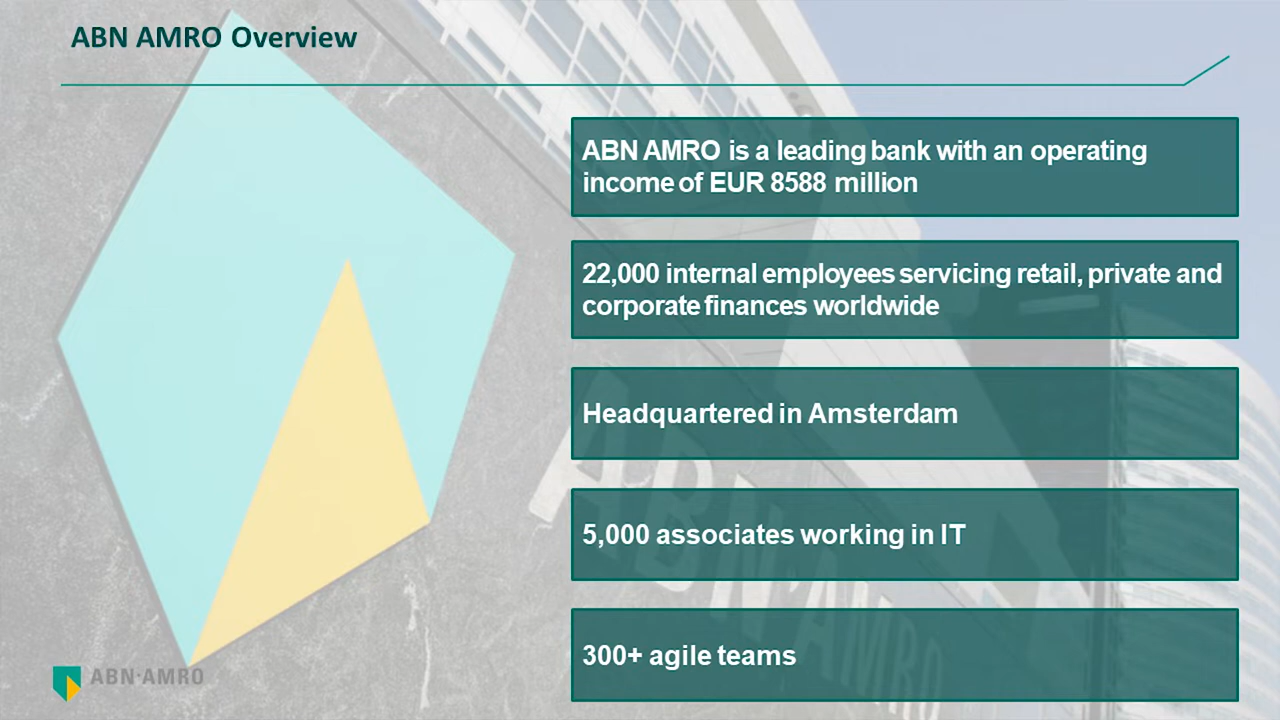 ABN AMRO Overview
ABN AMRO is a leading bank with an operating
income of EUR 8588 million
22,000 internal employees servicing retail, private and
corporate finances worldwide
Headquartered in Amsterdam
5,000 associates working in IT
300+ agile teams
ABN·AMRO
ABN·AMRO